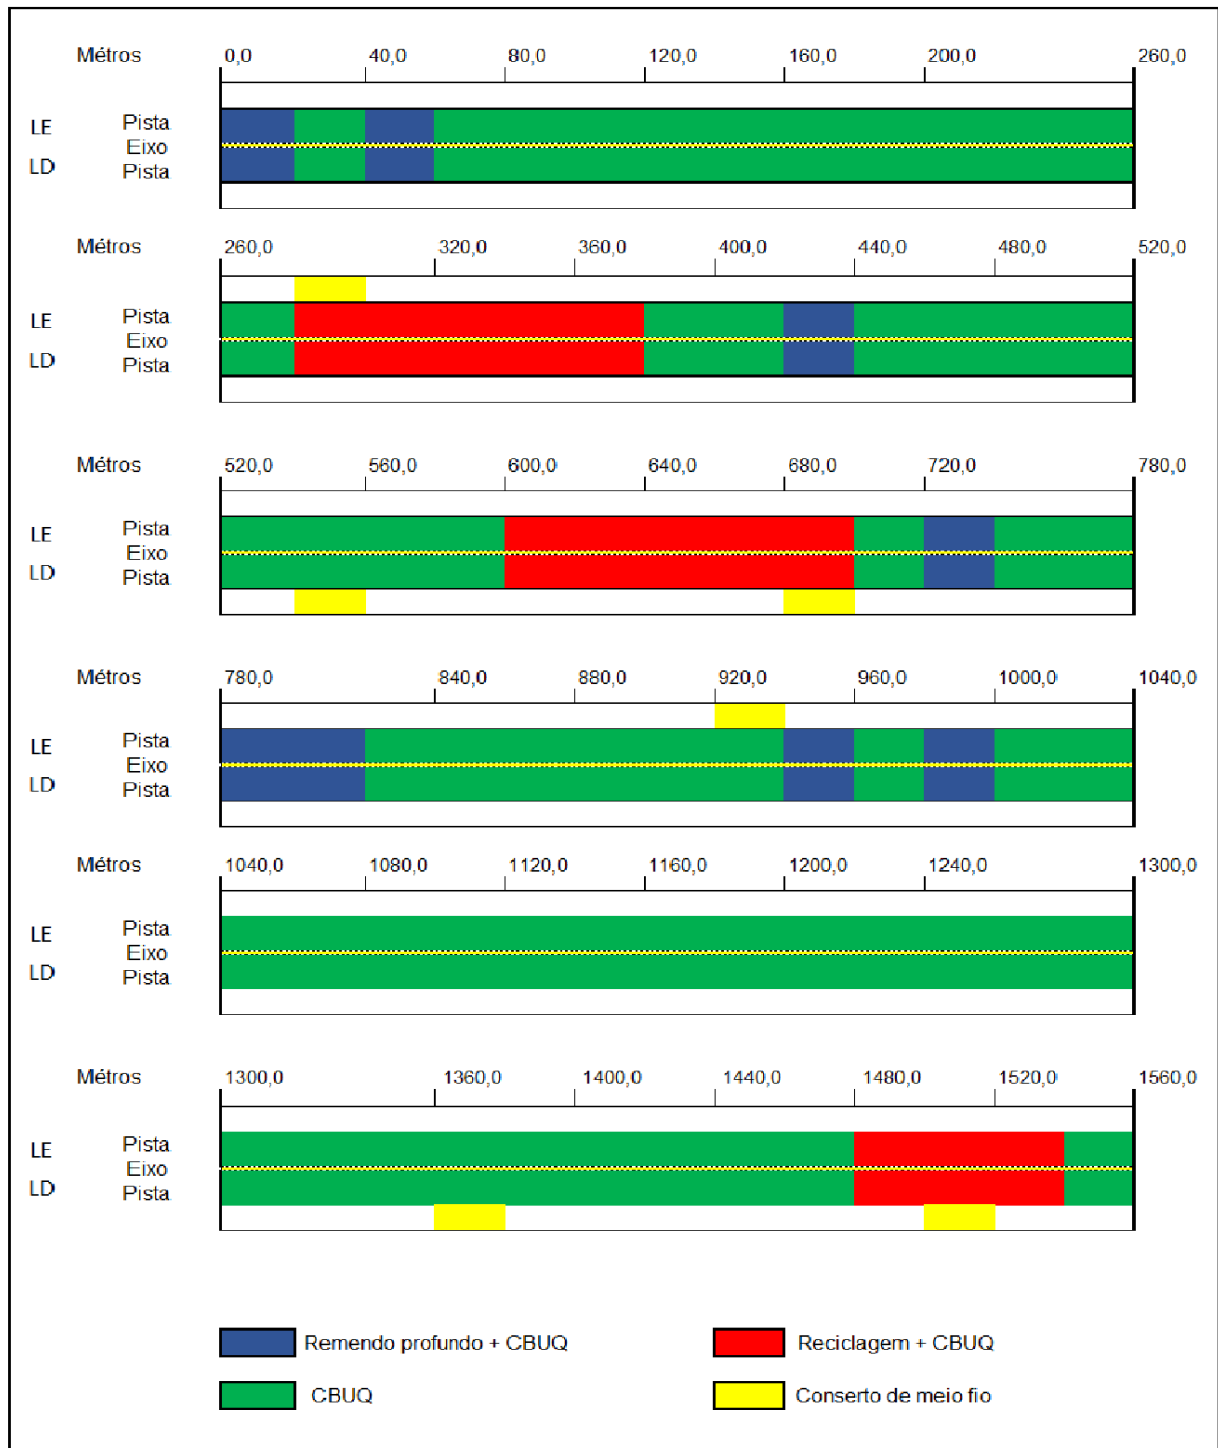 Métros 0,0 40,0 80,0 120,0 160,0 200,0 260,0
LE Pista
Eixo
LD Pista
Métros 260,0 320,0 360,0 400,0 440,0 480,0 520,0
LE Pista
Eixo
LD Pista
Métros 520,0 560,0 600,0 640,0 680,0 720,0 780,0
LE Pista
Eixo
LD Pista
Métros 780,0 840,0 880,0 920,0 960,0 1000,0 1040,0
LE Pista
Eixo
LD Pista
Métros 1040,0 1080,0 1120,0 1160,0 1200,0 1240,0 1300,0
LE Pista
Eixo
LD Pista
Métros 1300,0 1360,0 1400,0 1440,0 1480,0 1520,0 1560,0
LE Pista
Eixo
LD Pista
Remendo profundo + CBUQ Reciclagem + CBUQ
CBUQ Conserto de meio fio